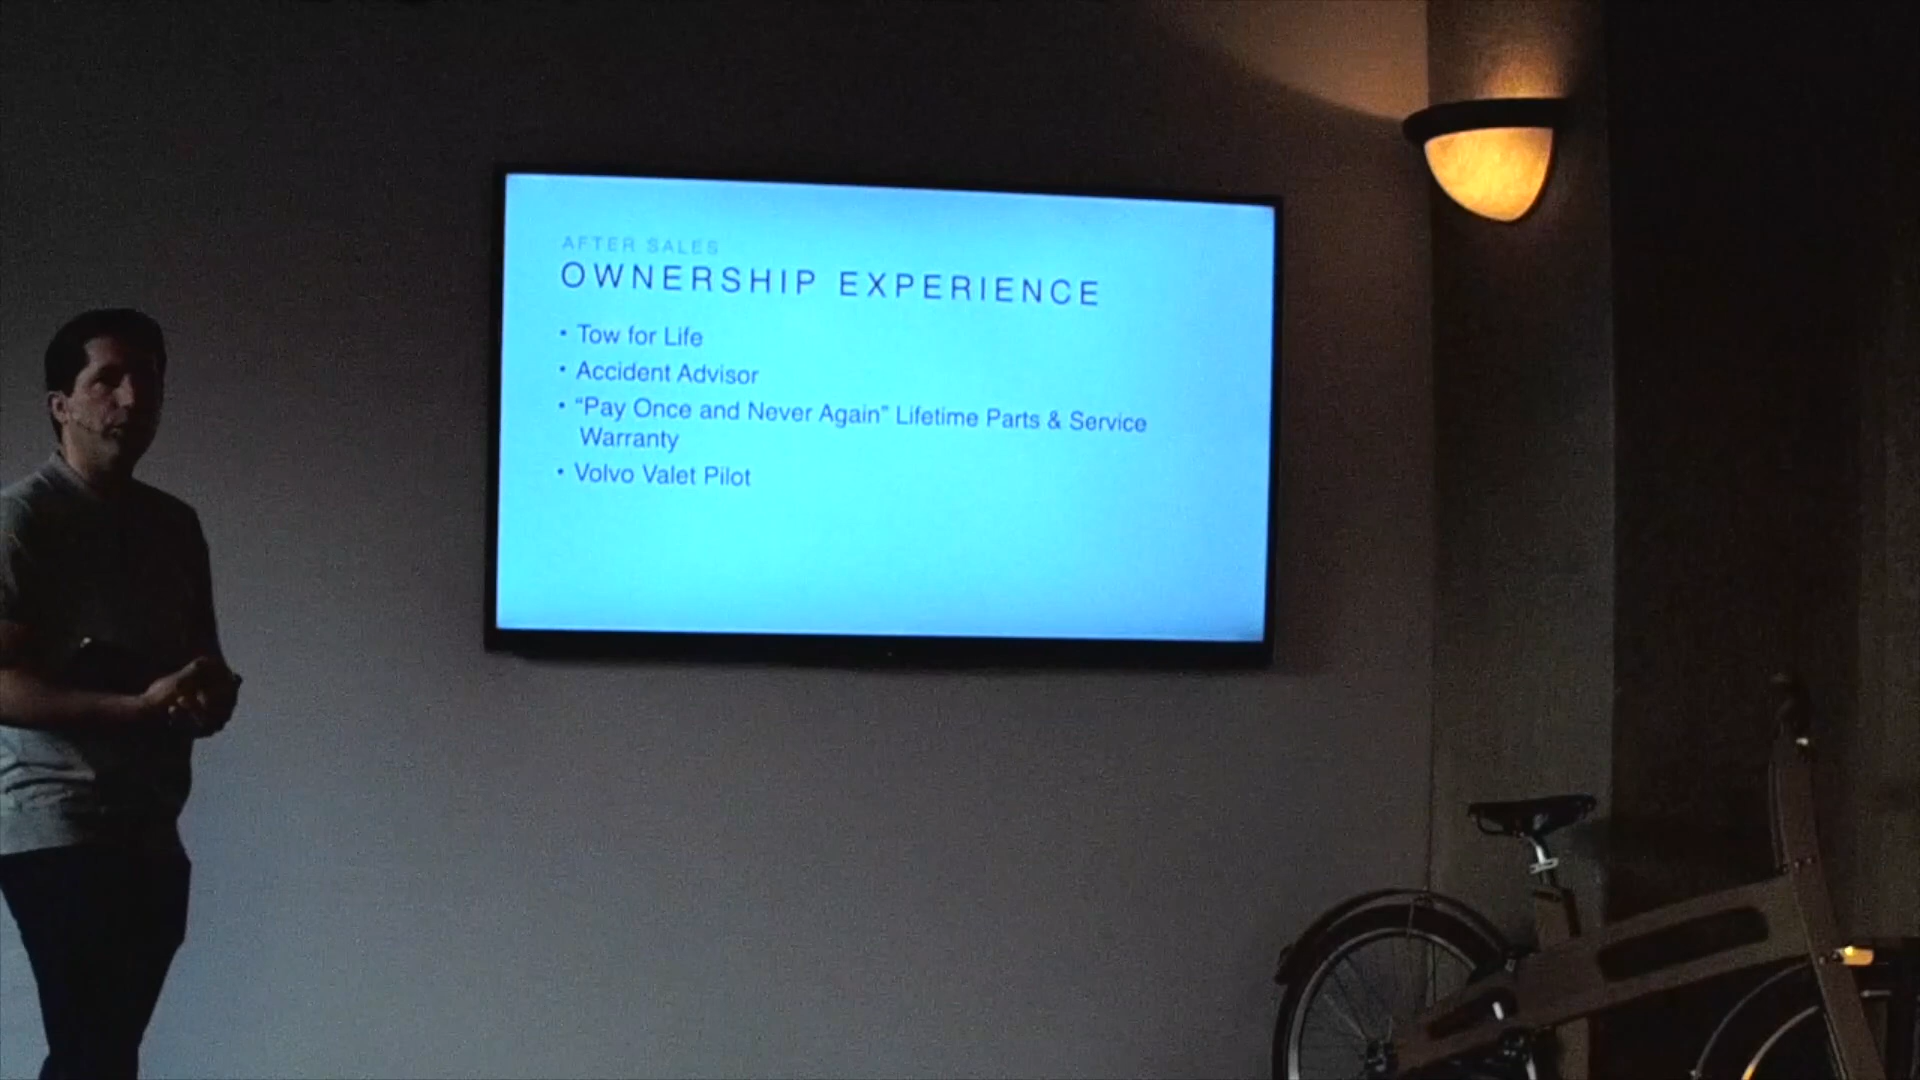 AFTER SALES
OWNERSHIP EXPERIENCE
• Tow for Life
• Accident Advisor
• “Pay Once and Never Again” Lifetime Parts & Service
Warranty
• Volvo Valet Pilot